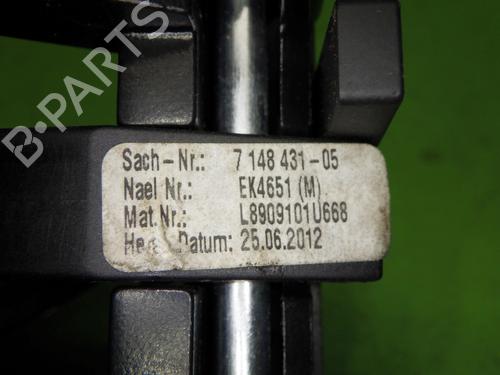 B-PARTS
Sach-Nr.: 7 148 431-05
Nael Nr.: EK4651 (M)
Mat.Nr.: L8909101U668
Datum: 25.06.2012